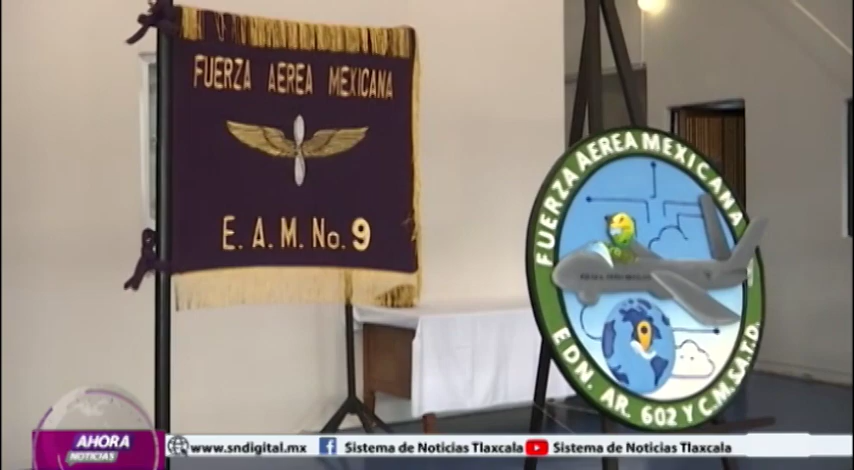 FUERZA AEREA MEXICANA
E. A. M. No. 9
FUERZA AEREA MEXICANA
EDN. AR. 602 Y C.M.S.A.T.D.
AHORA
NOTICIAS
www.sndigital.mx
Sistema de Noticias Tlaxcala
Sistema de Noticias Tlaxcala